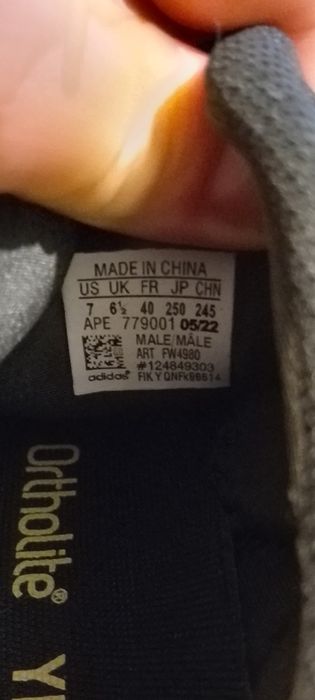 MADE IN CHINA
US UK FR JP CHN
7 6½ 40 250 245
APE 779001 05/22
MALE/MÂLE
ART FW4980
#124849303
adidas FIKYQNFkBB614
Ortholite® Y